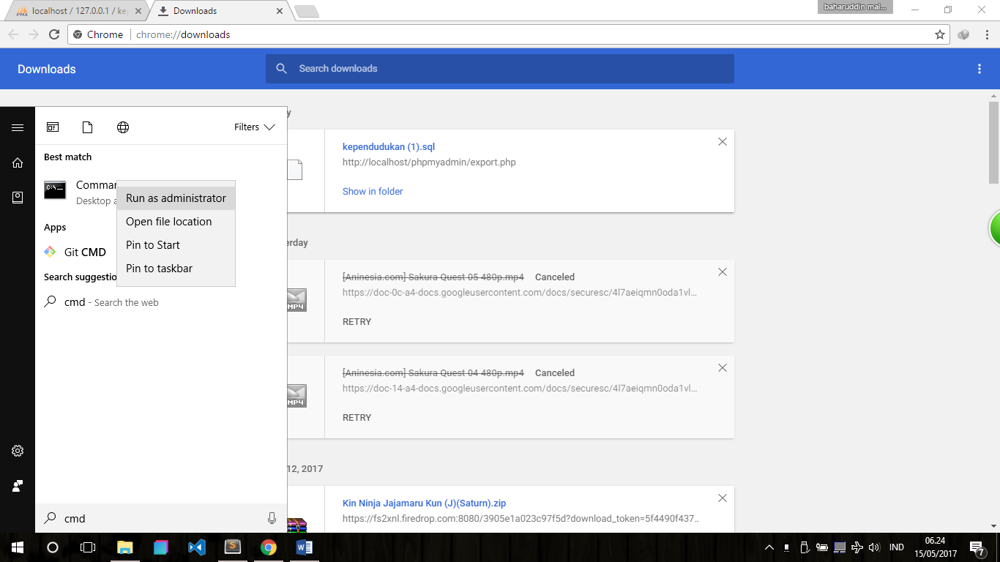 localhost / 127.0.0.1 / kep
Downloads
baharuddin mal...
Chrome
chrome://downloads
Downloads
Search downloads
Filters
Best match
Desktop
Run as administrator
Open file location
Pin to Start
Pin to taskbar
Apps
Git CMD
cmd - Search the web
cmd
kependudukan (1).sql
http://localhost/phpmyadmin/export.php
Show in folder
[Aninesia.com] Sakura Quest 05 480p.mp4 Canceled
https://doc-0c-a4-docs.googleusercontent.com/docs/securesc/4l7aeiqmn0oda1vl...
RETRY
MP4
[Aninesia.com] Sakura Quest 04 480p.mp4 Canceled
https://doc-14-a4-docs.googleusercontent.com/docs/securesc/4l7aeiqmn0oda1vl...
RETRY
MP4
12, 2017
Kin Ninja Jajamaru Kun (J)(Saturn).zip
https://fs2xnl.firedrop.com:8080/3905e1a023c97f5d?download_token=5f4490f437...
IND
06.24
15/05/2017
7